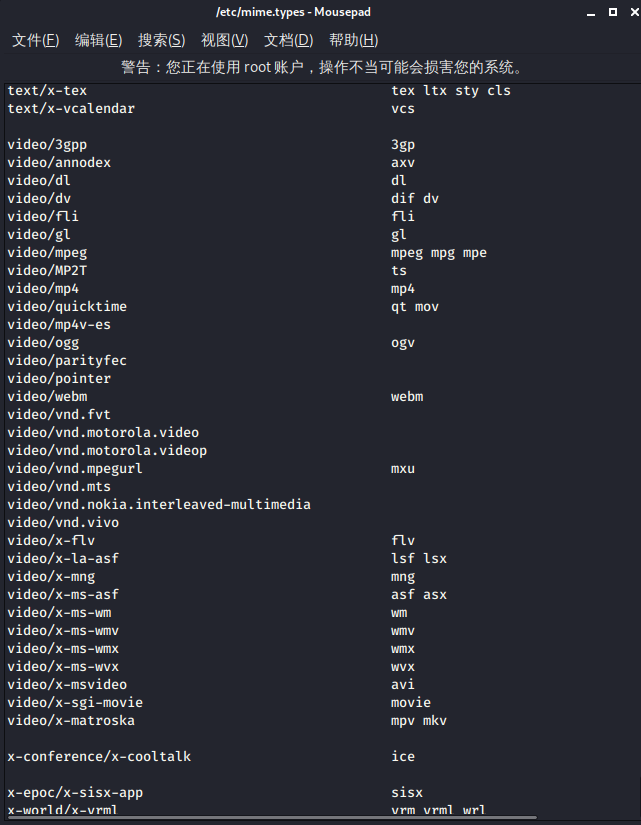 /etc/mime.types - Mousepad
文件(F) 编辑(E) 搜索(S) 视图(V) 文档(D) 帮助(H)
警告：您正在使用 root 账户，操作不当可能会损害您的系统。
text/x-tex tex ltx sty cls
text/x-vcalendar vcs
video/3gpp 3gp
video/annodex axv
video/dl dl
video/dv dif dv
video/fli fli
video/gl gl
video/mpeg mpeg mpg mpe
video/MP2T ts
video/mp4 mp4
video/quicktime qt mov
video/mp4v-es
video/ogg ogv
video/parityfec
video/pointer
video/webm webm
video/vnd.fvt
video/vnd.motorola.video
video/vnd.motorola.videop
video/vnd.mpegurl mxu
video/vnd.mts
video/vnd.nokia.interleaved-multimedia
video/vnd.vivo
video/x-flv flv
video/x-la-asf lsf lsx
video/x-mng mng
video/x-ms-asf asf asx
video/x-ms-wm wm
video/x-ms-wmv wmv
video/x-ms-wmx wmx
video/x-ms-wvx wvx
video/x-msvideo avi
video/x-sgi-movie movie
video/x-matroska mpv mkv
x-conference/x-cooltalk ice
x-epoc/x-sisx-app sisx
x-world/x-vrml vrm vrml wrl